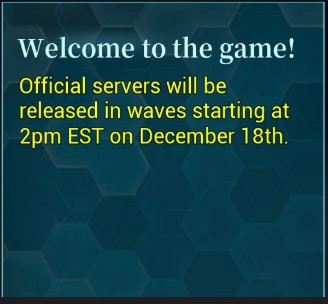 Welcome to the game!
Official servers will be
released in waves starting at
2pm EST on December 18th.